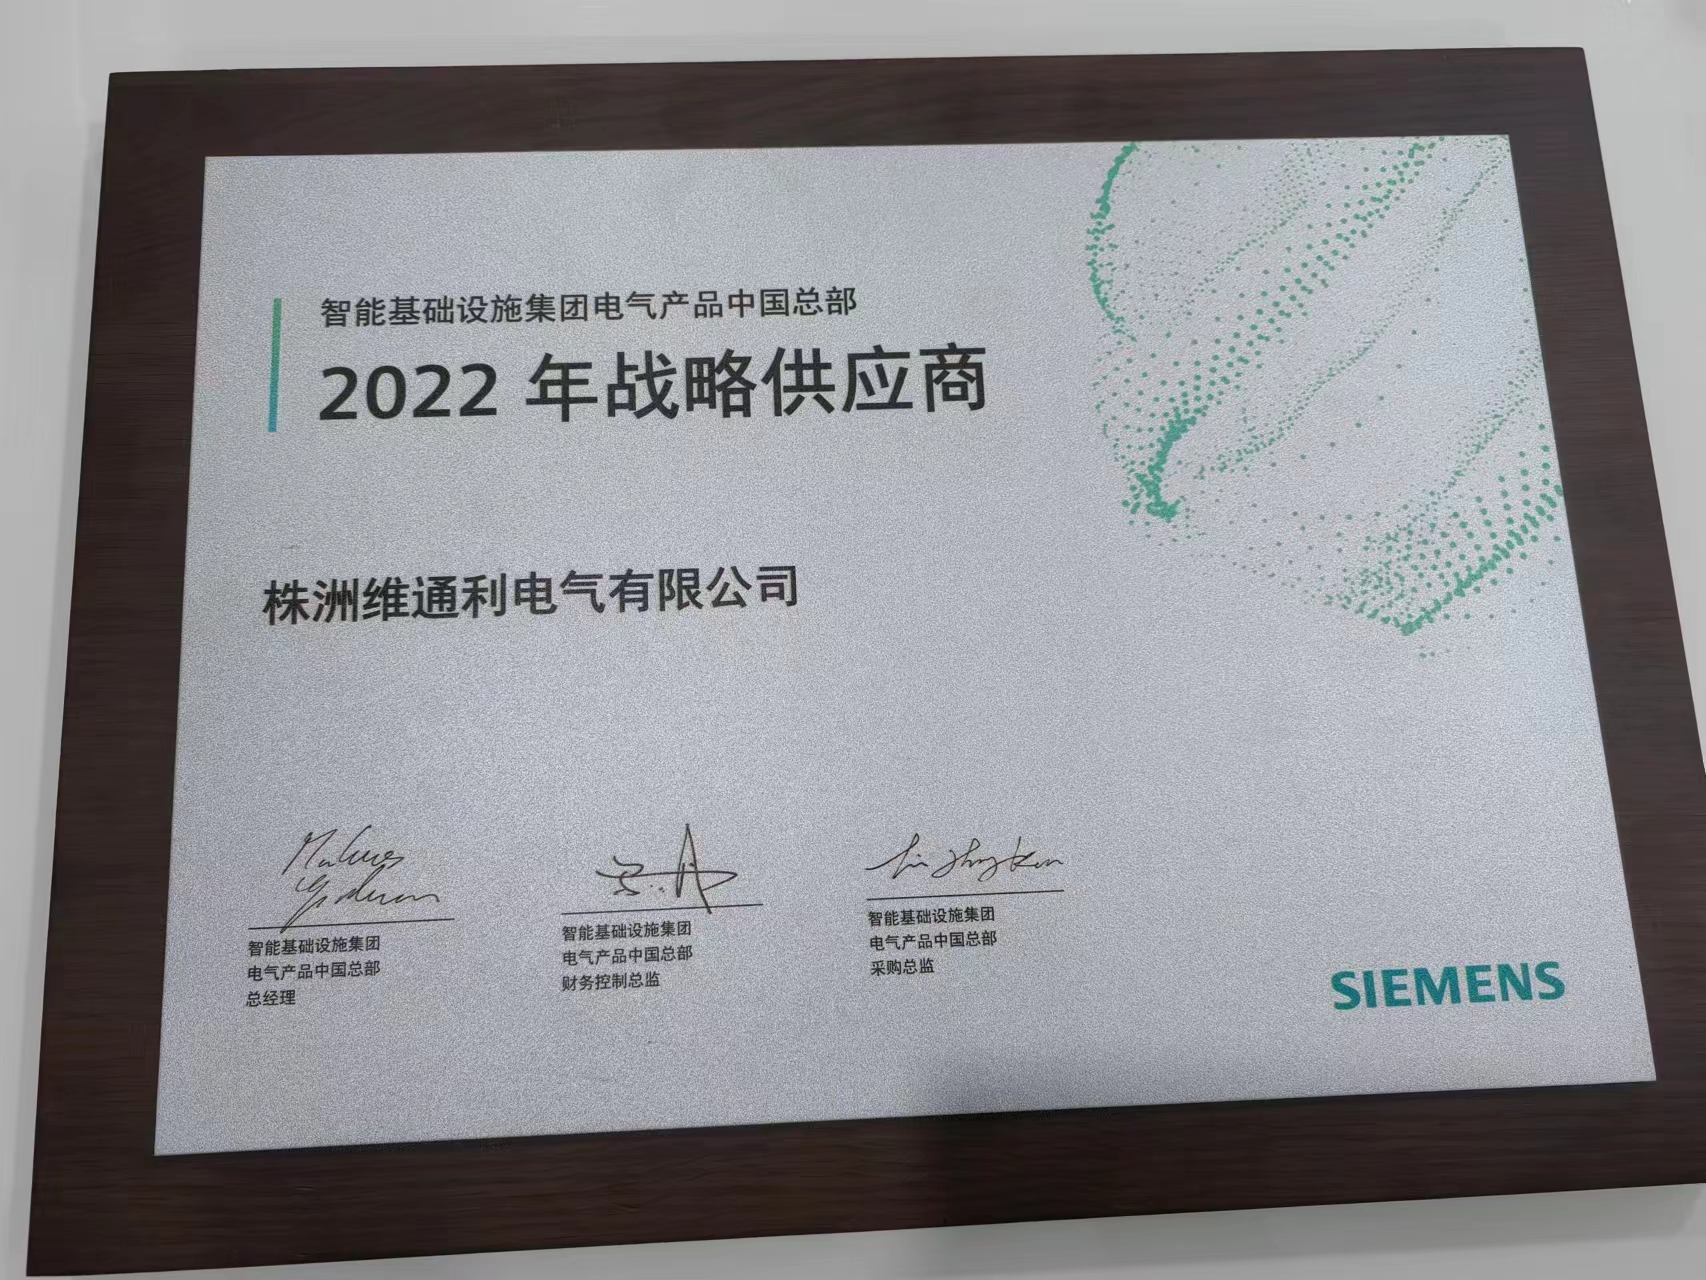 智能基础设施集团电气产品中国总部
2022 年战略供应商
株洲维通利电气有限公司
智能基础设施集团
电气产品中国总部
总经理
智能基础设施集团
电气产品中国总部
财务控制总监
智能基础设施集团
电气产品中国总部
采购总监
SIEMENS